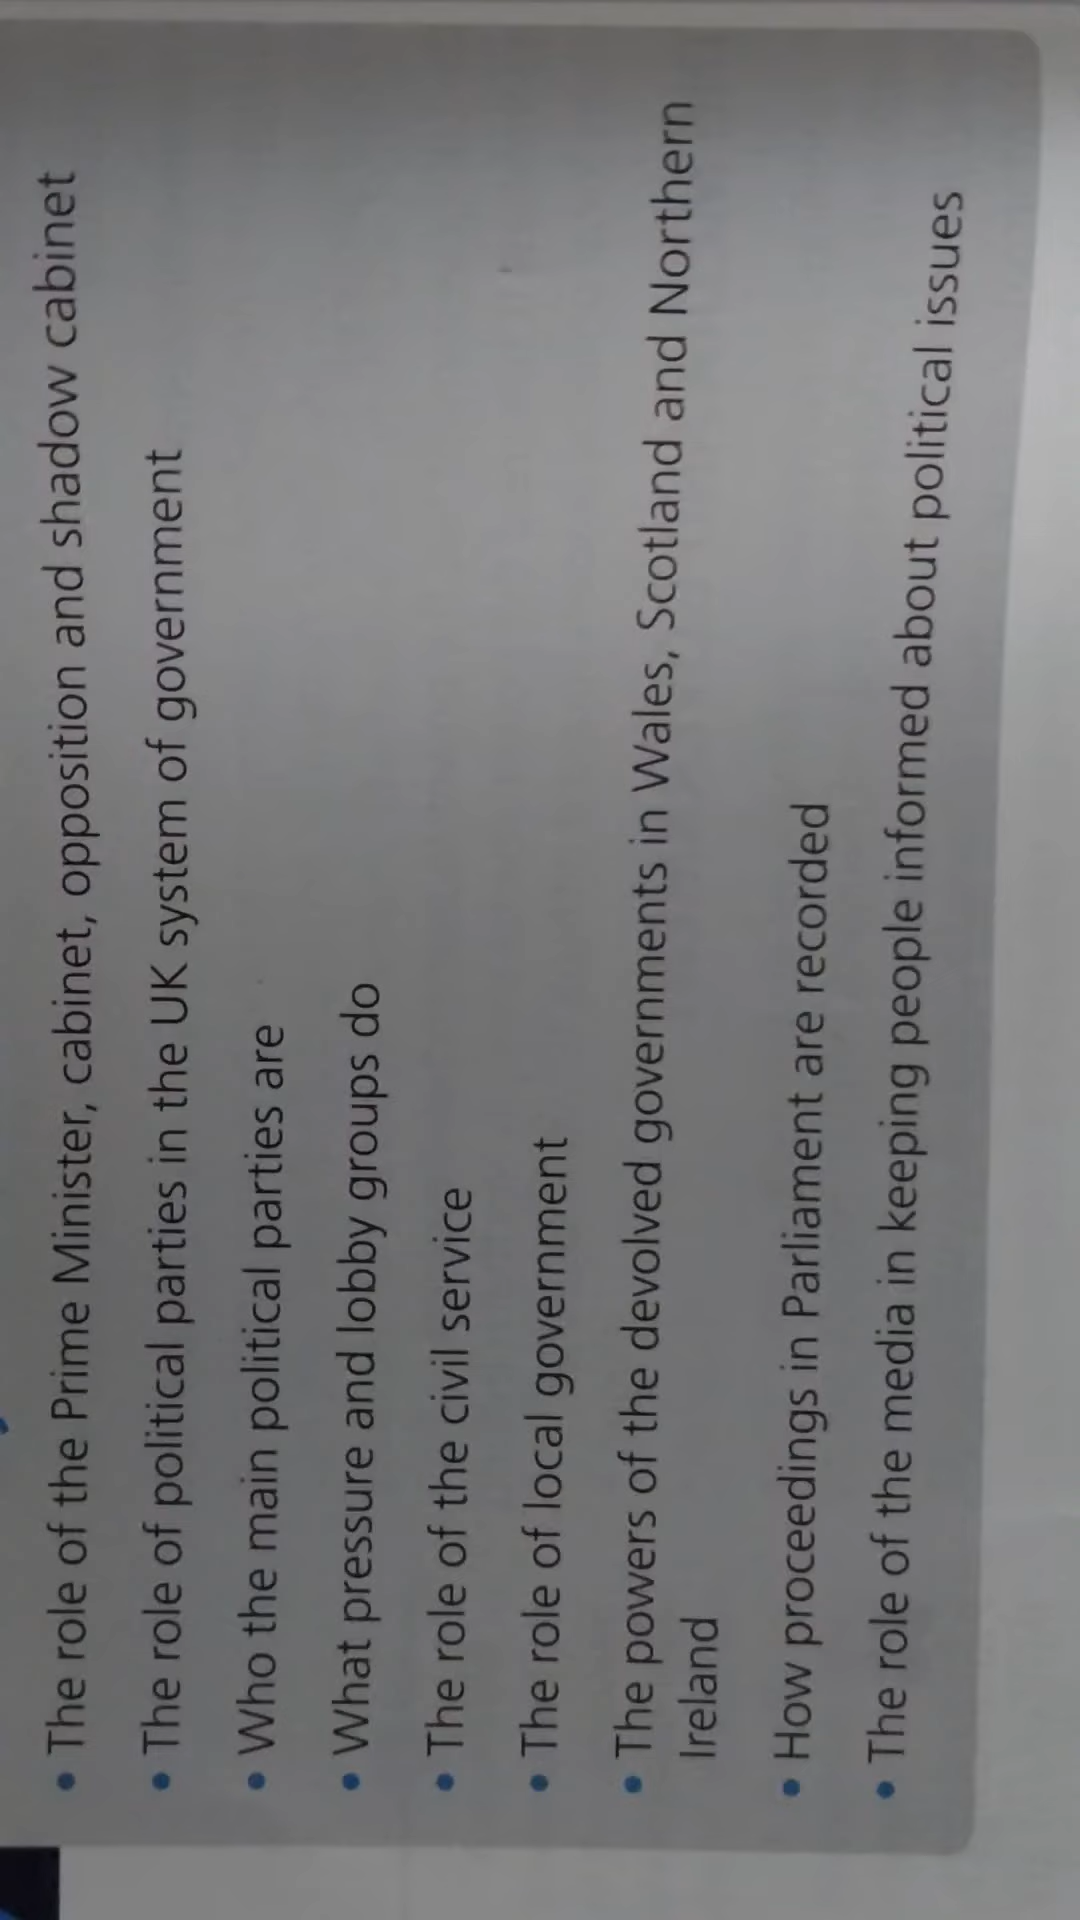 • The role of the Prime Minister, cabinet, opposition and shadow cabinet
• The role of political parties in the UK system of government
• Who the main political parties are
• What pressure and lobby groups do
• The role of the civil service
• The role of local government
• The powers of the devolved governments in Wales, Scotland and Northern
Ireland
• How proceedings in Parliament are recorded
• The role of the media in keeping people informed about political issues